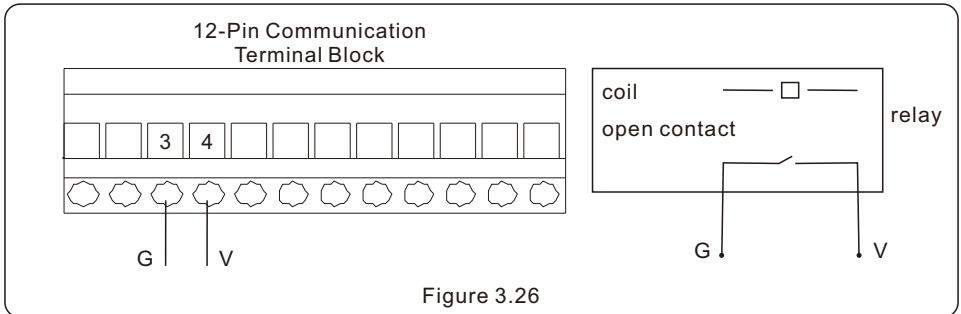 12-Pin Communication
Terminal Block
3 4
G V
coil
open contact
relay
G V
Figure 3.26